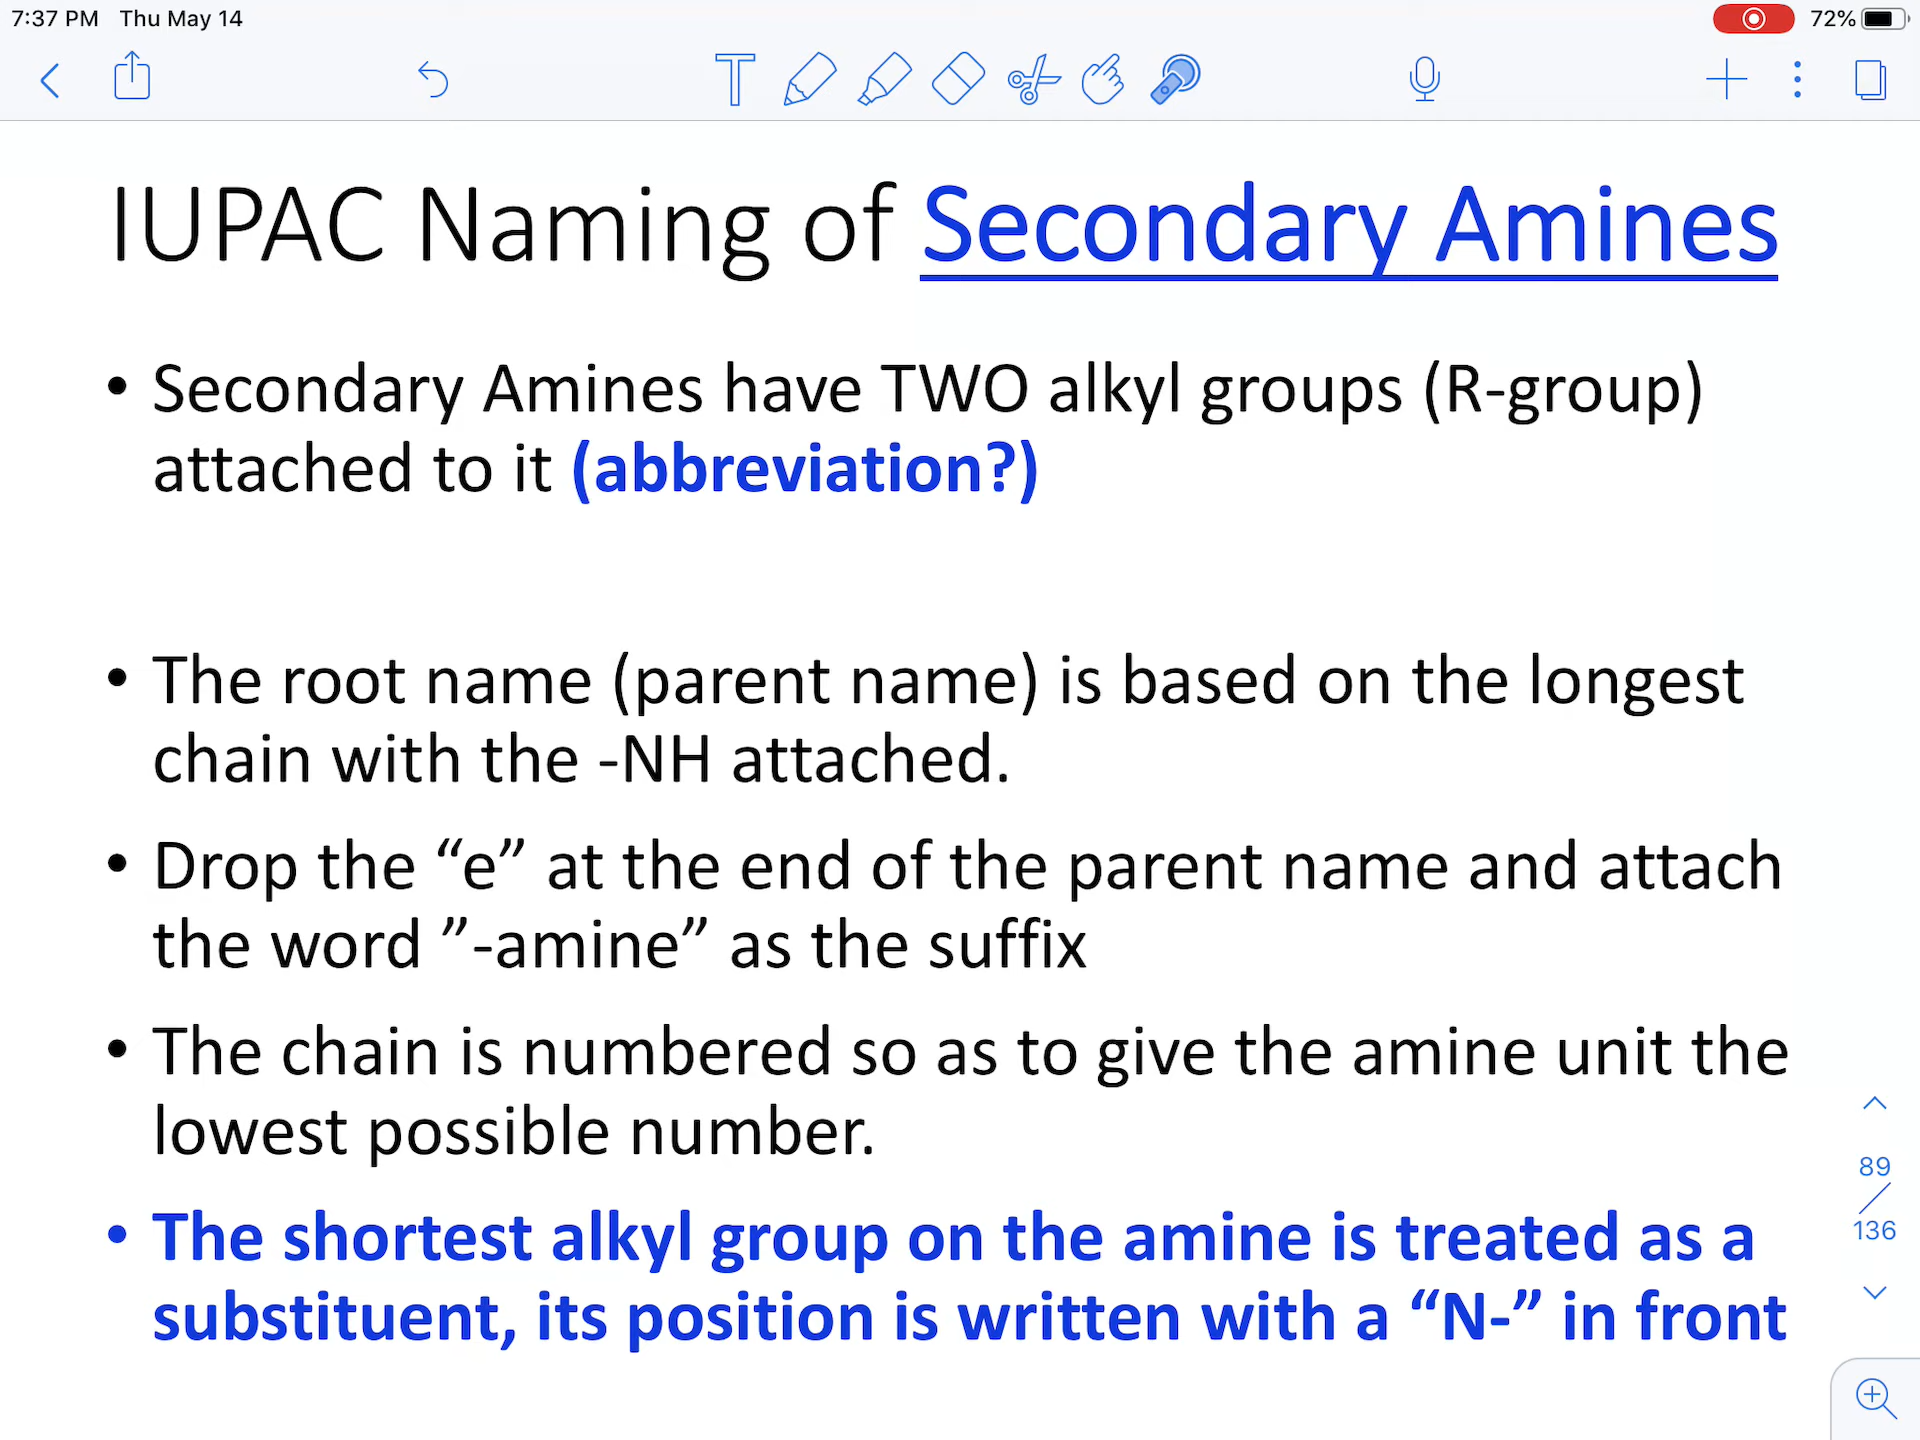 7:37 PM Thu May 14 72%
T
IUPAC Naming of Secondary Amines
• Secondary Amines have TWO alkyl groups (R-group)
attached to it (abbreviation?)
• The root name (parent name) is based on the longest
chain with the -NH attached.
• Drop the “e” at the end of the parent name and attach
the word ”-amine” as the suffix
• The chain is numbered so as to give the amine unit the
lowest possible number.
• The shortest alkyl group on the amine is treated as a
substituent, its position is written with a “N-” in front
89
/
136